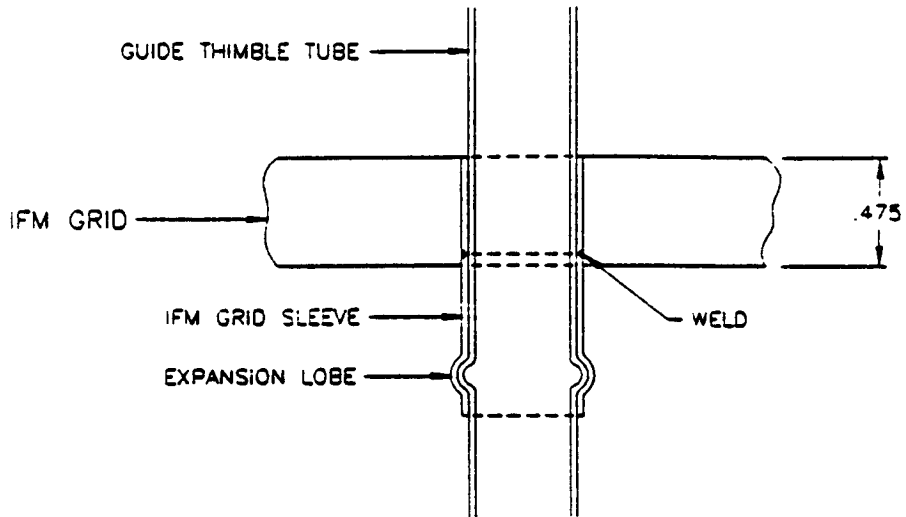 GUIDE THIMBLE TUBE
IFM GRID
.475
IFM GRID SLEEVE
WELD
EXPANSION LOBE